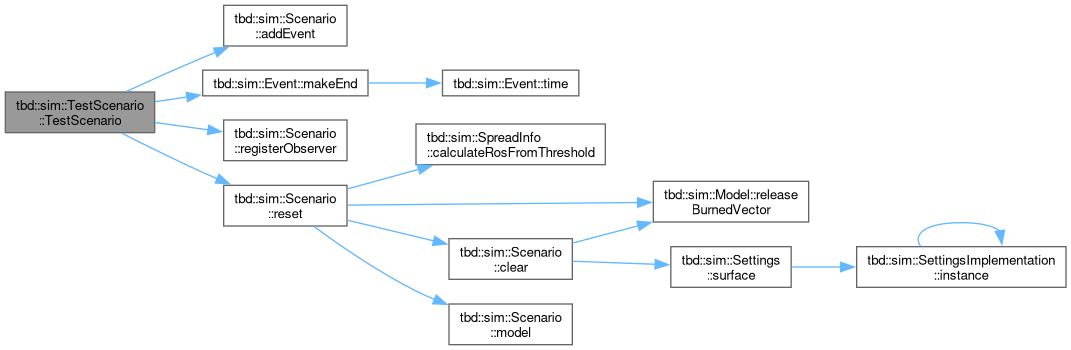 tbd::sim::Scenario
::addEvent
tbd::sim::Event::makeEnd
tbd::sim::Event::time
tbd::sim::TestScenario
::TestScenario
tbd::sim::Scenario
::registerObserver
tbd::sim::SpreadInfo
::calculateRosFromThreshold
tbd::sim::Scenario
::reset
tbd::sim::Model::release
BurnedVector
tbd::sim::Scenario
::clear
tbd::sim::Settings
::surface
tbd::sim::SettingsImplementation
::instance
tbd::sim::Scenario
::model